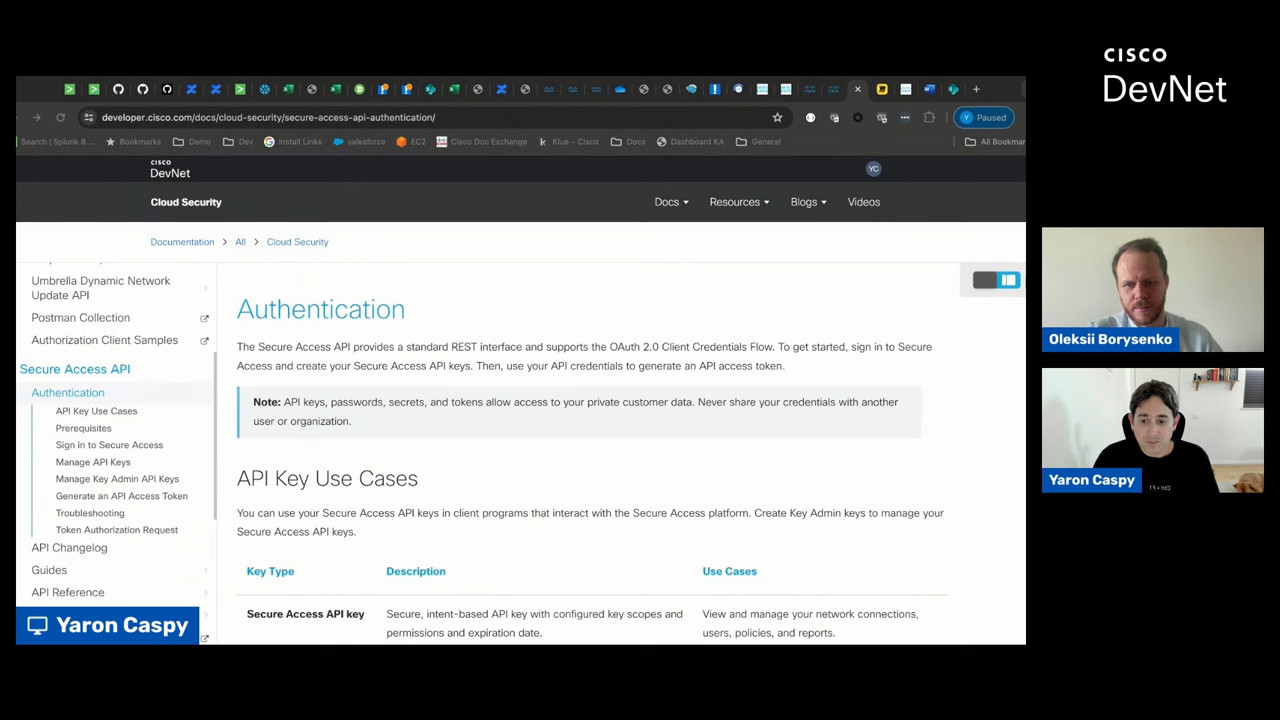 CISCO
DevNet
developer.cisco.com/docs/cloud-security/secure-access-api-authentication/
Y Paused
Search | Splunk B...
Bookmarks
Demo
Dev
Install Links
salesforce
EC2
Cisco Doc Exchange
Klue – Cisco
Docs
Dashboard KA
General
All Bookmar
CISCO
DevNet
YC
Cloud Security
Docs
Resources
Blogs
Videos
Documentation > All > Cloud Security
Umbrella Dynamic Network
Update API
Postman Collection
Authorization Client Samples
Secure Access API
Authentication
API Key Use Cases
Prerequisites
Sign in to Secure Access
Manage API Keys
Manage Key Admin API Keys
Generate an API Access Token
Troubleshooting
Token Authorization Request
API Changelog
Guides
API Reference
Yaron Caspy
Authentication
The Secure Access API provides a standard REST interface and supports the OAuth 2.0 Client Credentials Flow. To get started, sign in to Secure
Access and create your Secure Access API keys. Then, use your API credentials to generate an API access token.
Note: API keys, passwords, secrets, and tokens allow access to your private customer data. Never share your credentials with another
user or organization.
API Key Use Cases
You can use your Secure Access API keys in client programs that interact with the Secure Access platform. Create Key Admin keys to manage your
Secure Access API keys.
Key Type
Description
Use Cases
Secure Access API key
Secure, intent-based API key with configured key scopes and
permissions and expiration date.
View and manage your network connections,
users, policies, and reports.
Oleksii Borysenko
Yaron Caspy